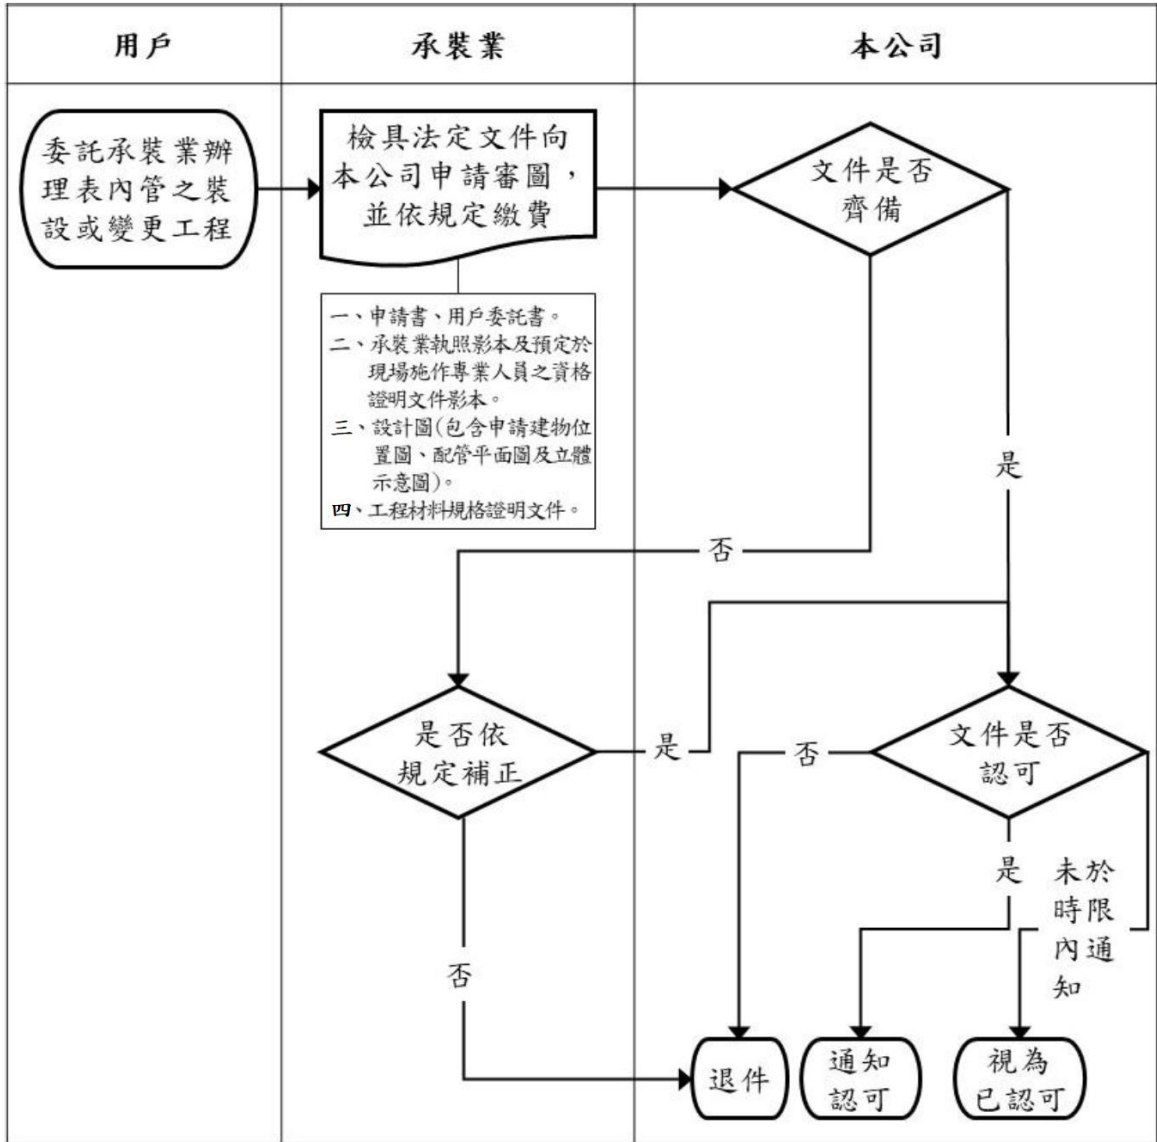 用戶
承裝業
本公司
委託承裝業辦
理表內管之裝
設或變更工程
檢具法定文件向
本公司申請審圖，
並依規定繳費
文件是否
齊備
一、申請書、用戶委託書。
二、承裝業執照影本及預定於
現場施作專業人員之資格
證明文件影本。
三、設計圖(包含申請建物位
置圖、配管平面圖及立體
示意圖)。
四、工程材料規格證明文件。
是
否
是否依
規定補正
是
否
文件是否
認可
是
未於
時限
內通
知
否
退件
通知
認可
視為
已認可